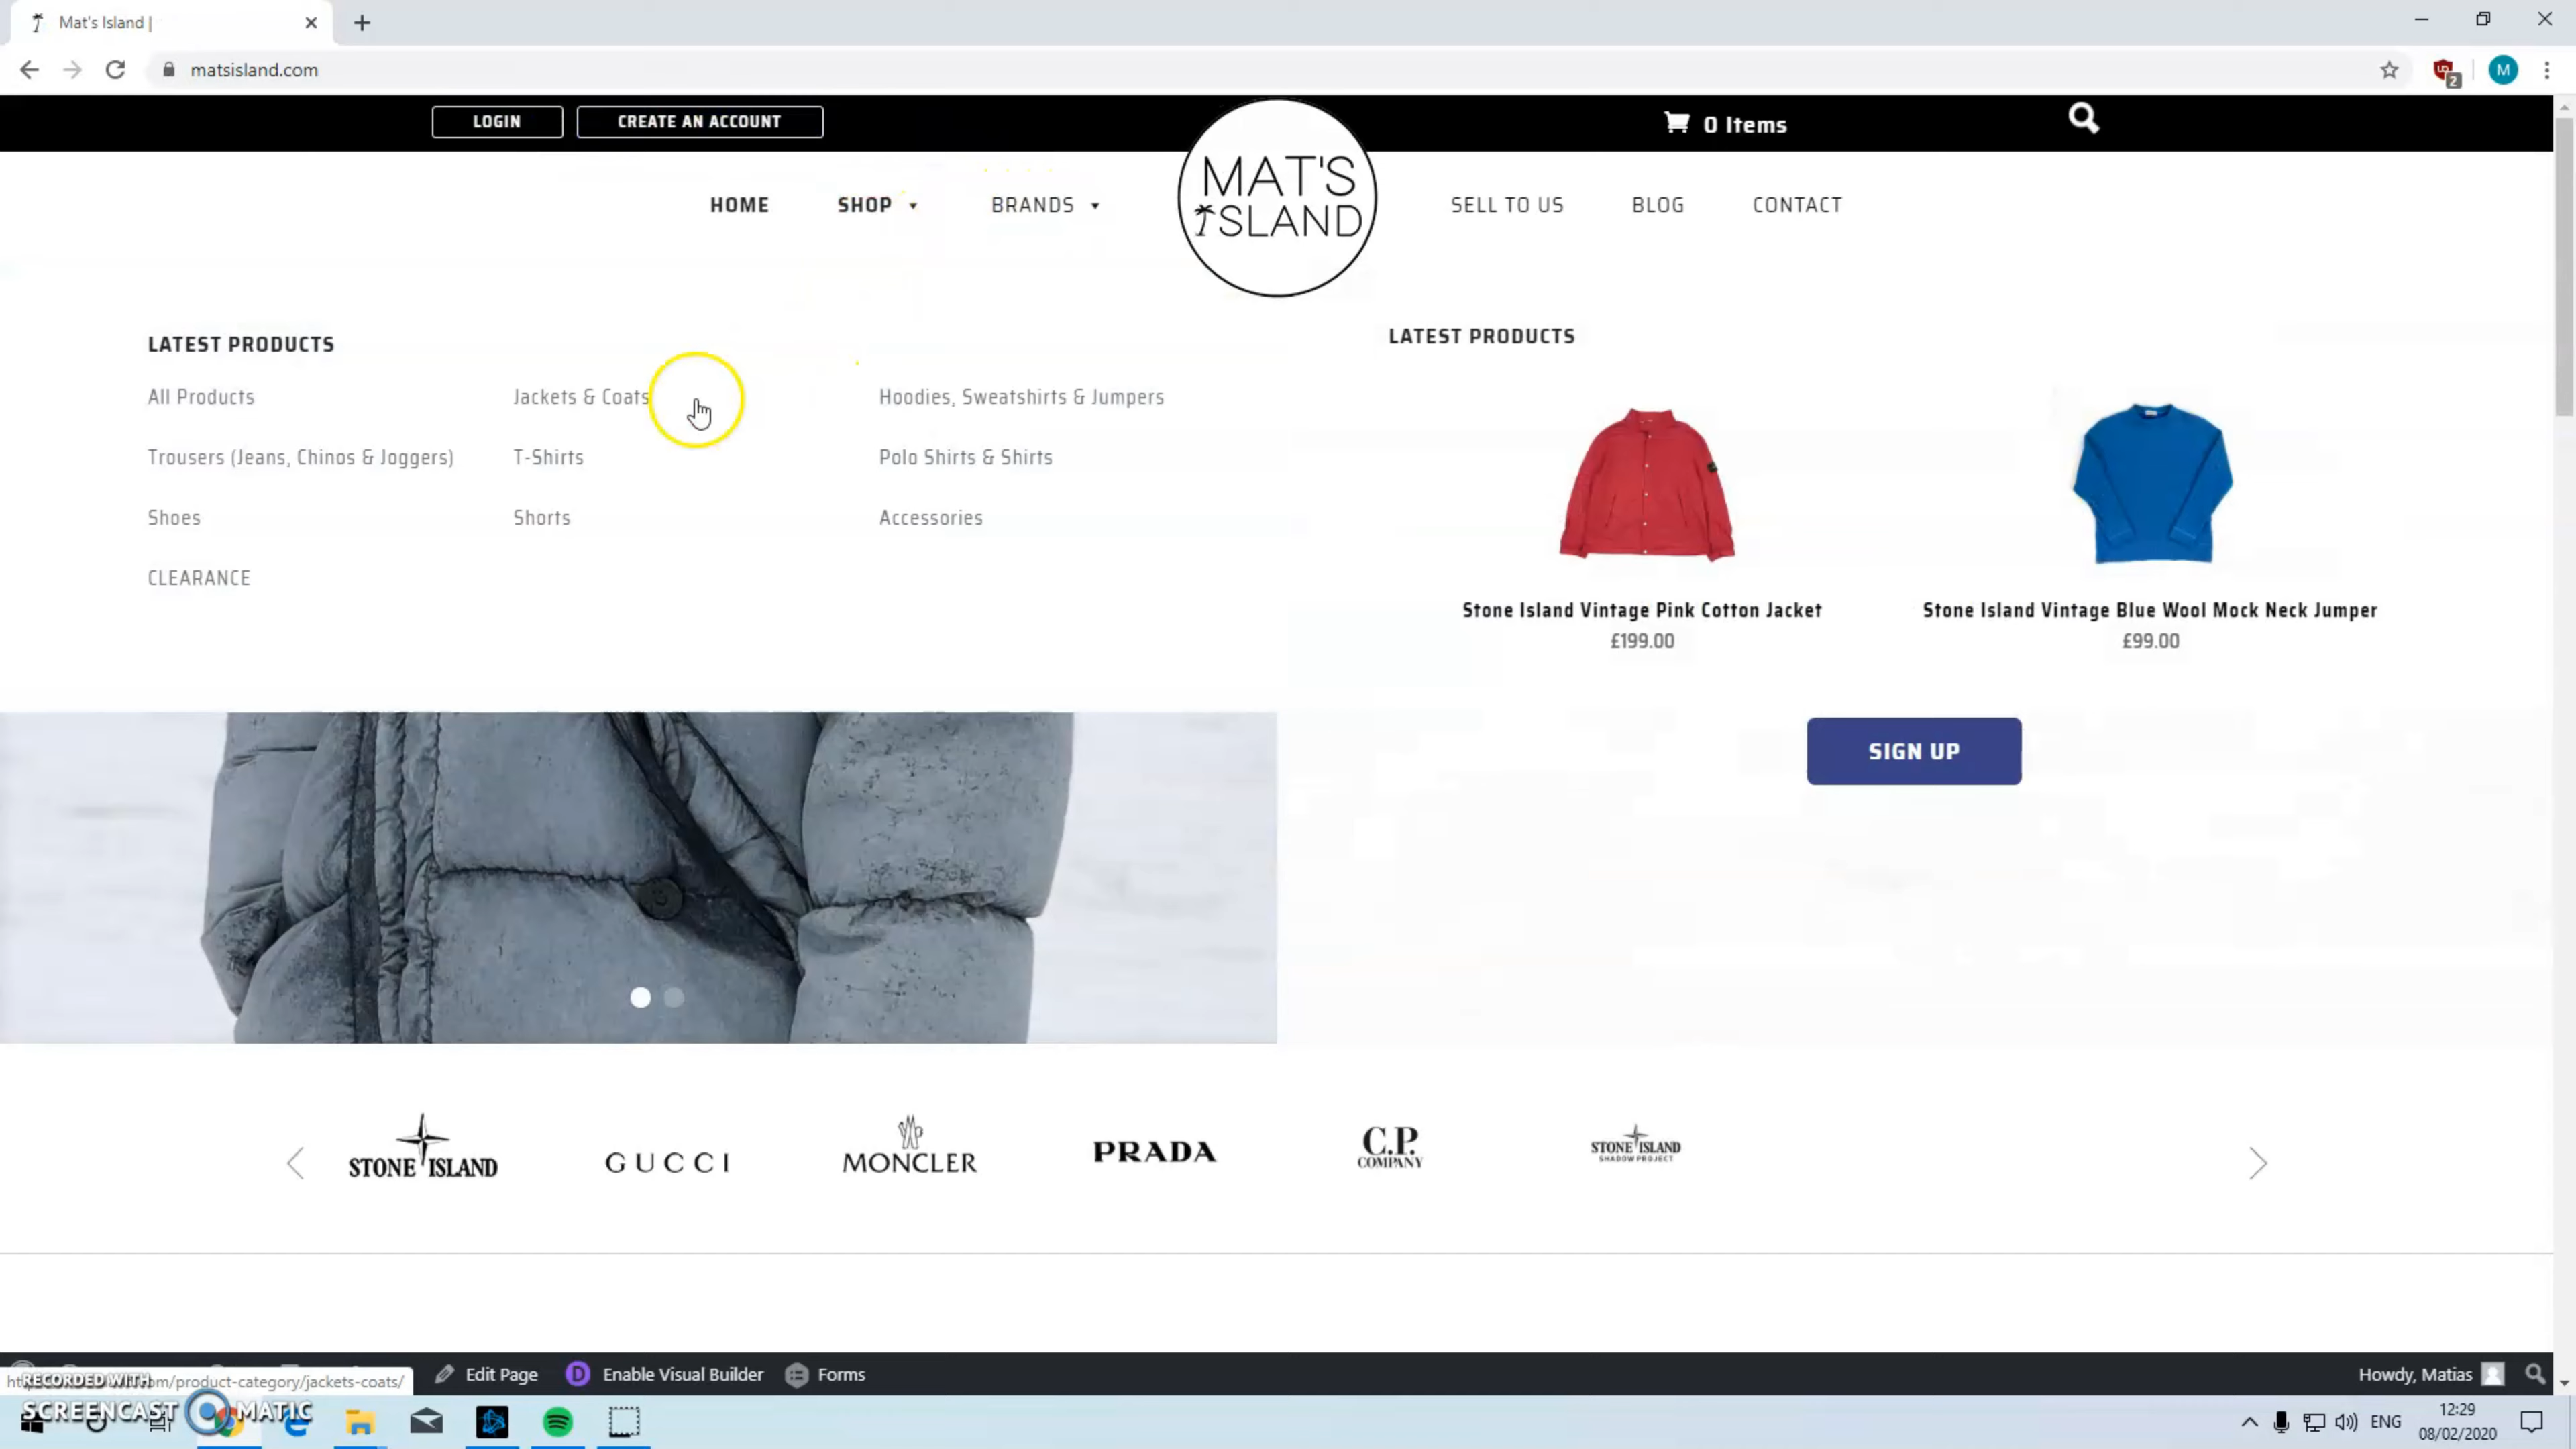 Mat's Island |
matsisland.com
2
M
LOGIN
CREATE AN ACCOUNT
0 Items
HOME
SHOP
BRANDS
MAT'S
ISLAND
SELL TO US
BLOG
CONTACT
LATEST PRODUCTS
All Products
Jackets & Coats
Hoodies, Sweatshirts & Jumpers
Trousers (Jeans, Chinos & Joggers)
T-Shirts
Polo Shirts & Shirts
Shoes
Shorts
Accessories
CLEARANCE
LATEST PRODUCTS
Stone Island Vintage Pink Cotton Jacket
£199.00
Stone Island Vintage Blue Wool Mock Neck Jumper
£99.00
SIGN UP
STONE ISLAND
GUCCI
MONCLER
PRADA
C.P.
COMPANY
STONE ISLAND
SHADOW PROJECT
RECORDED WITH
om/product-category/jackets-coats/
Edit Page
D
Enable Visual Builder
Forms
Howdy, Matias
SCREENCAST MATIC
ENG
12:29
08/02/2020